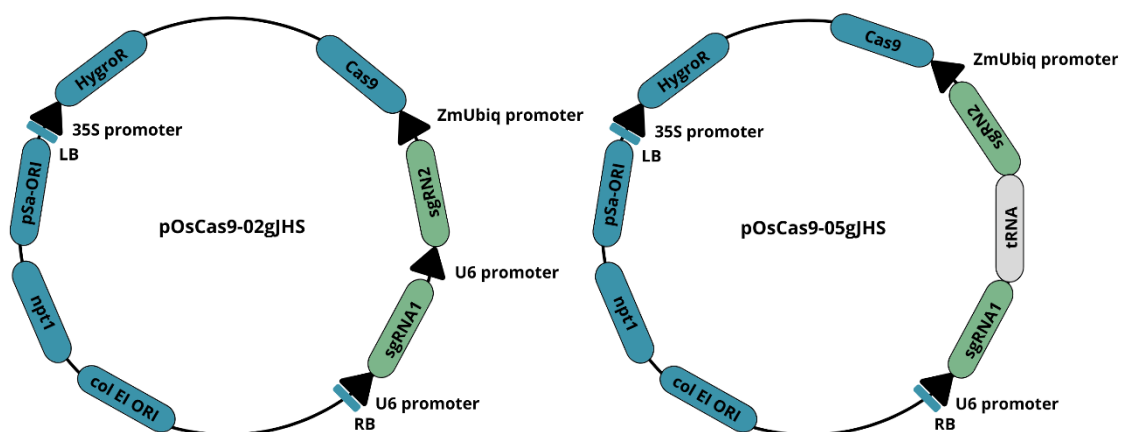 HygroR
Cas9
ZmUbiq promoter
35S promoter
LB
pSa-ORI
sgRN2
pOsCas9-02gJHS
U6 promoter
npt1
sgRNA1
col EI ORI
U6 promoter
RB
HygroR
Cas9
ZmUbiq promoter
35S promoter
LB
pSa-ORI
sgRN2
tRNA
pOsCas9-05gJHS
npt1
sgRNA1
col EI ORI
U6 promoter
RB